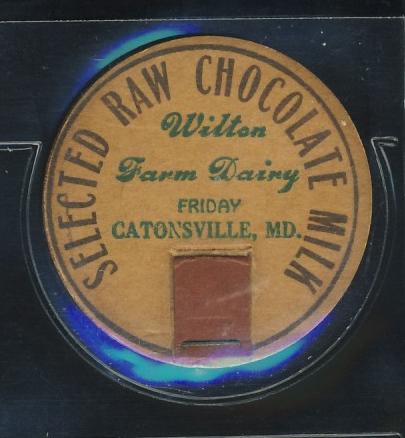 SELECTED RAW CHOCOLATE MILK
Wilton
Farm Dairy
FRIDAY
CATONSVILLE, MD.